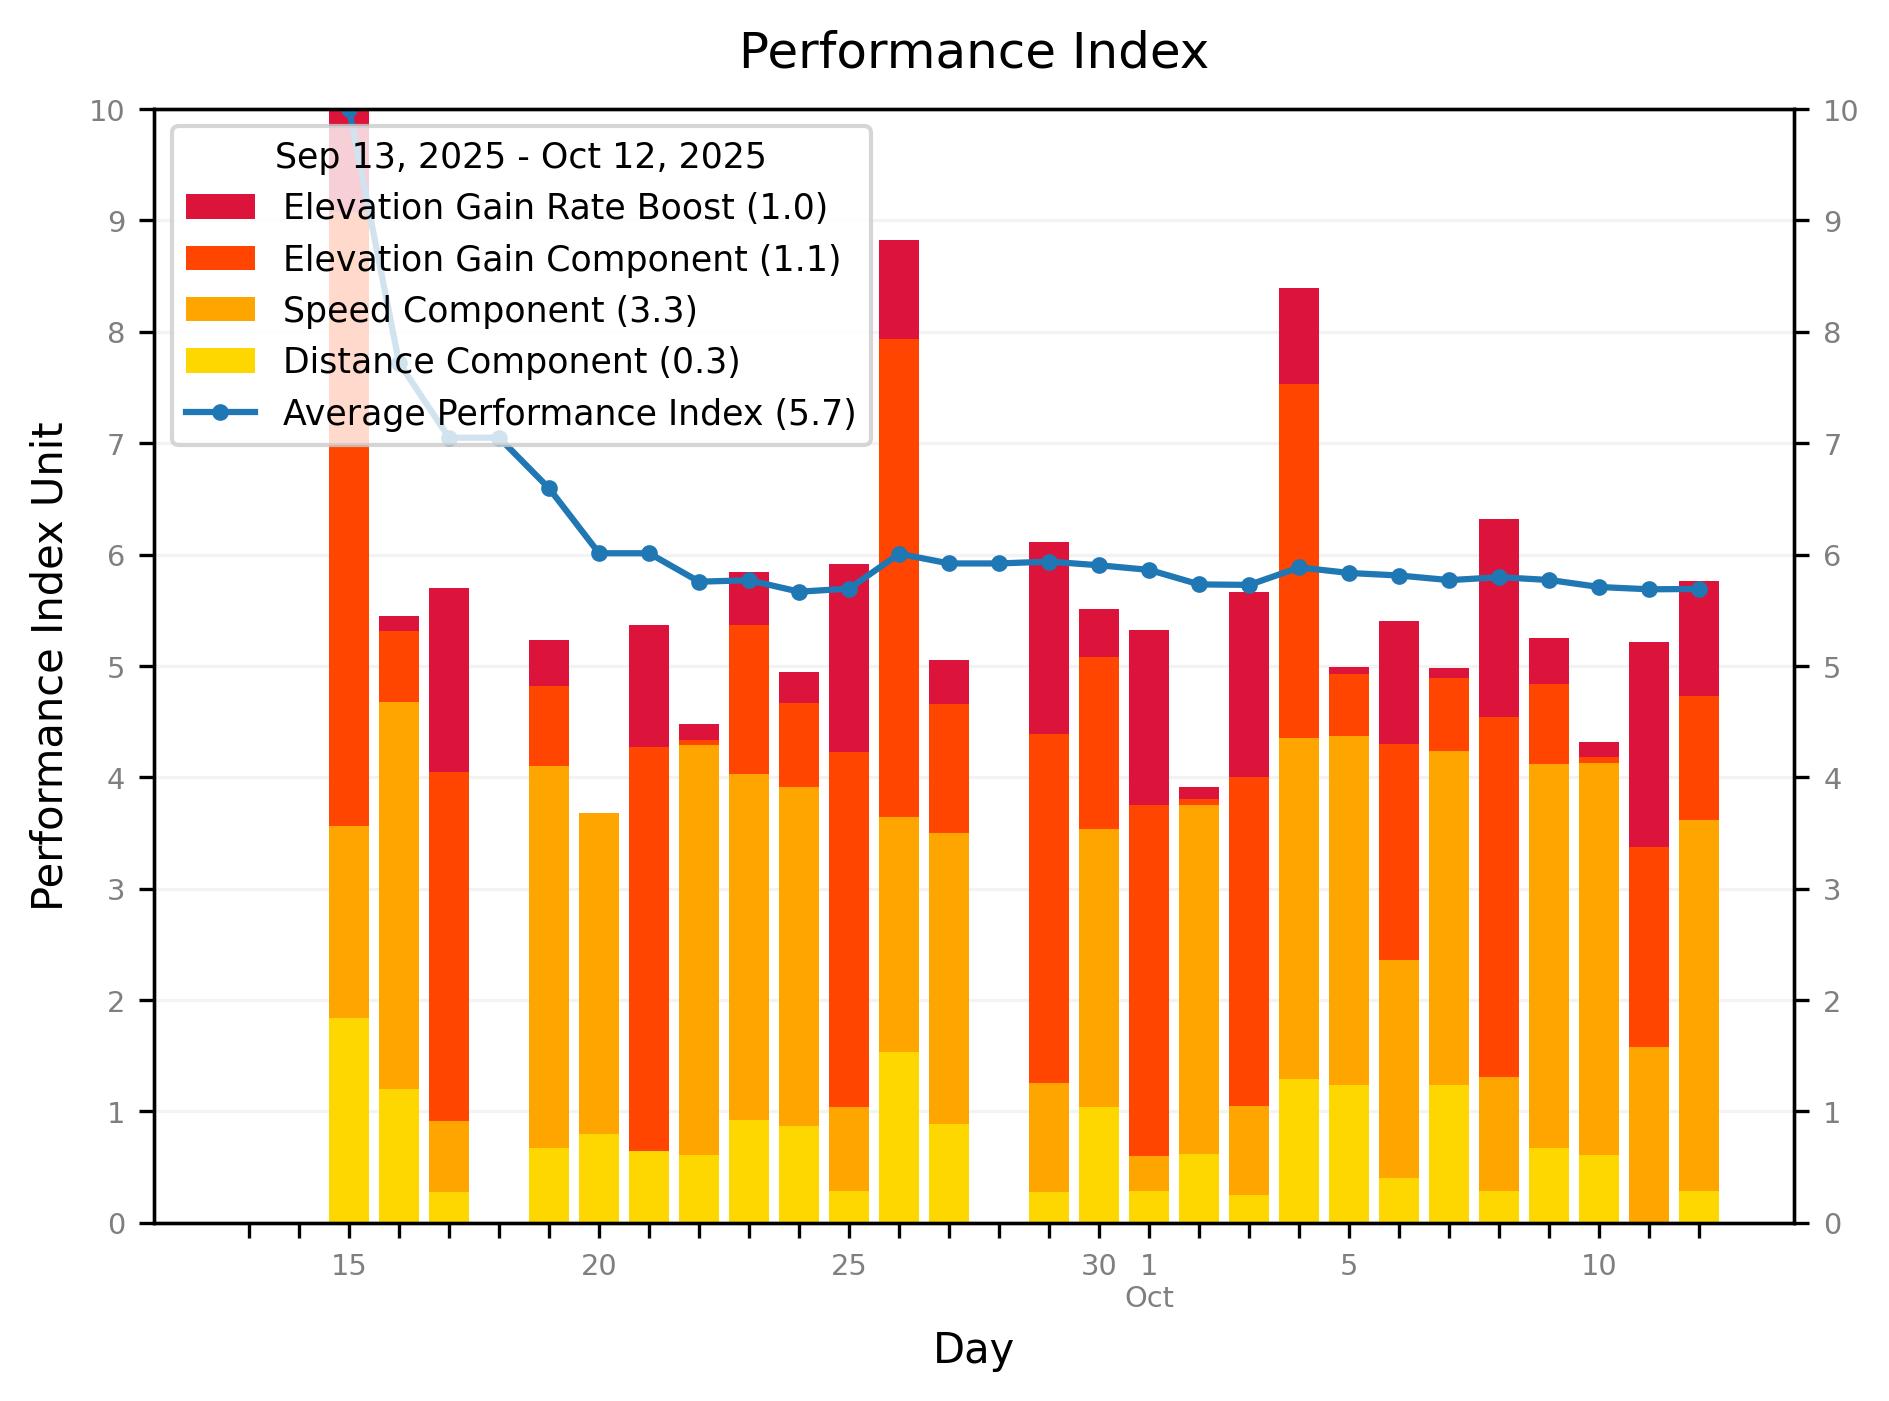 Performance Index
Sep 13, 2025 - Oct 12, 2025
Elevation Gain Rate Boost (1.0)
Elevation Gain Component (1.1)
Speed Component (3.3)
Distance Component (0.3)
Average Performance Index (5.7)
Performance Index Unit
10 10
9 9
8 8
7 7
6 6
5 5
4 4
3 3
2 2
1 1
0 0
15 20 25 30 1 5 10
Oct
Day